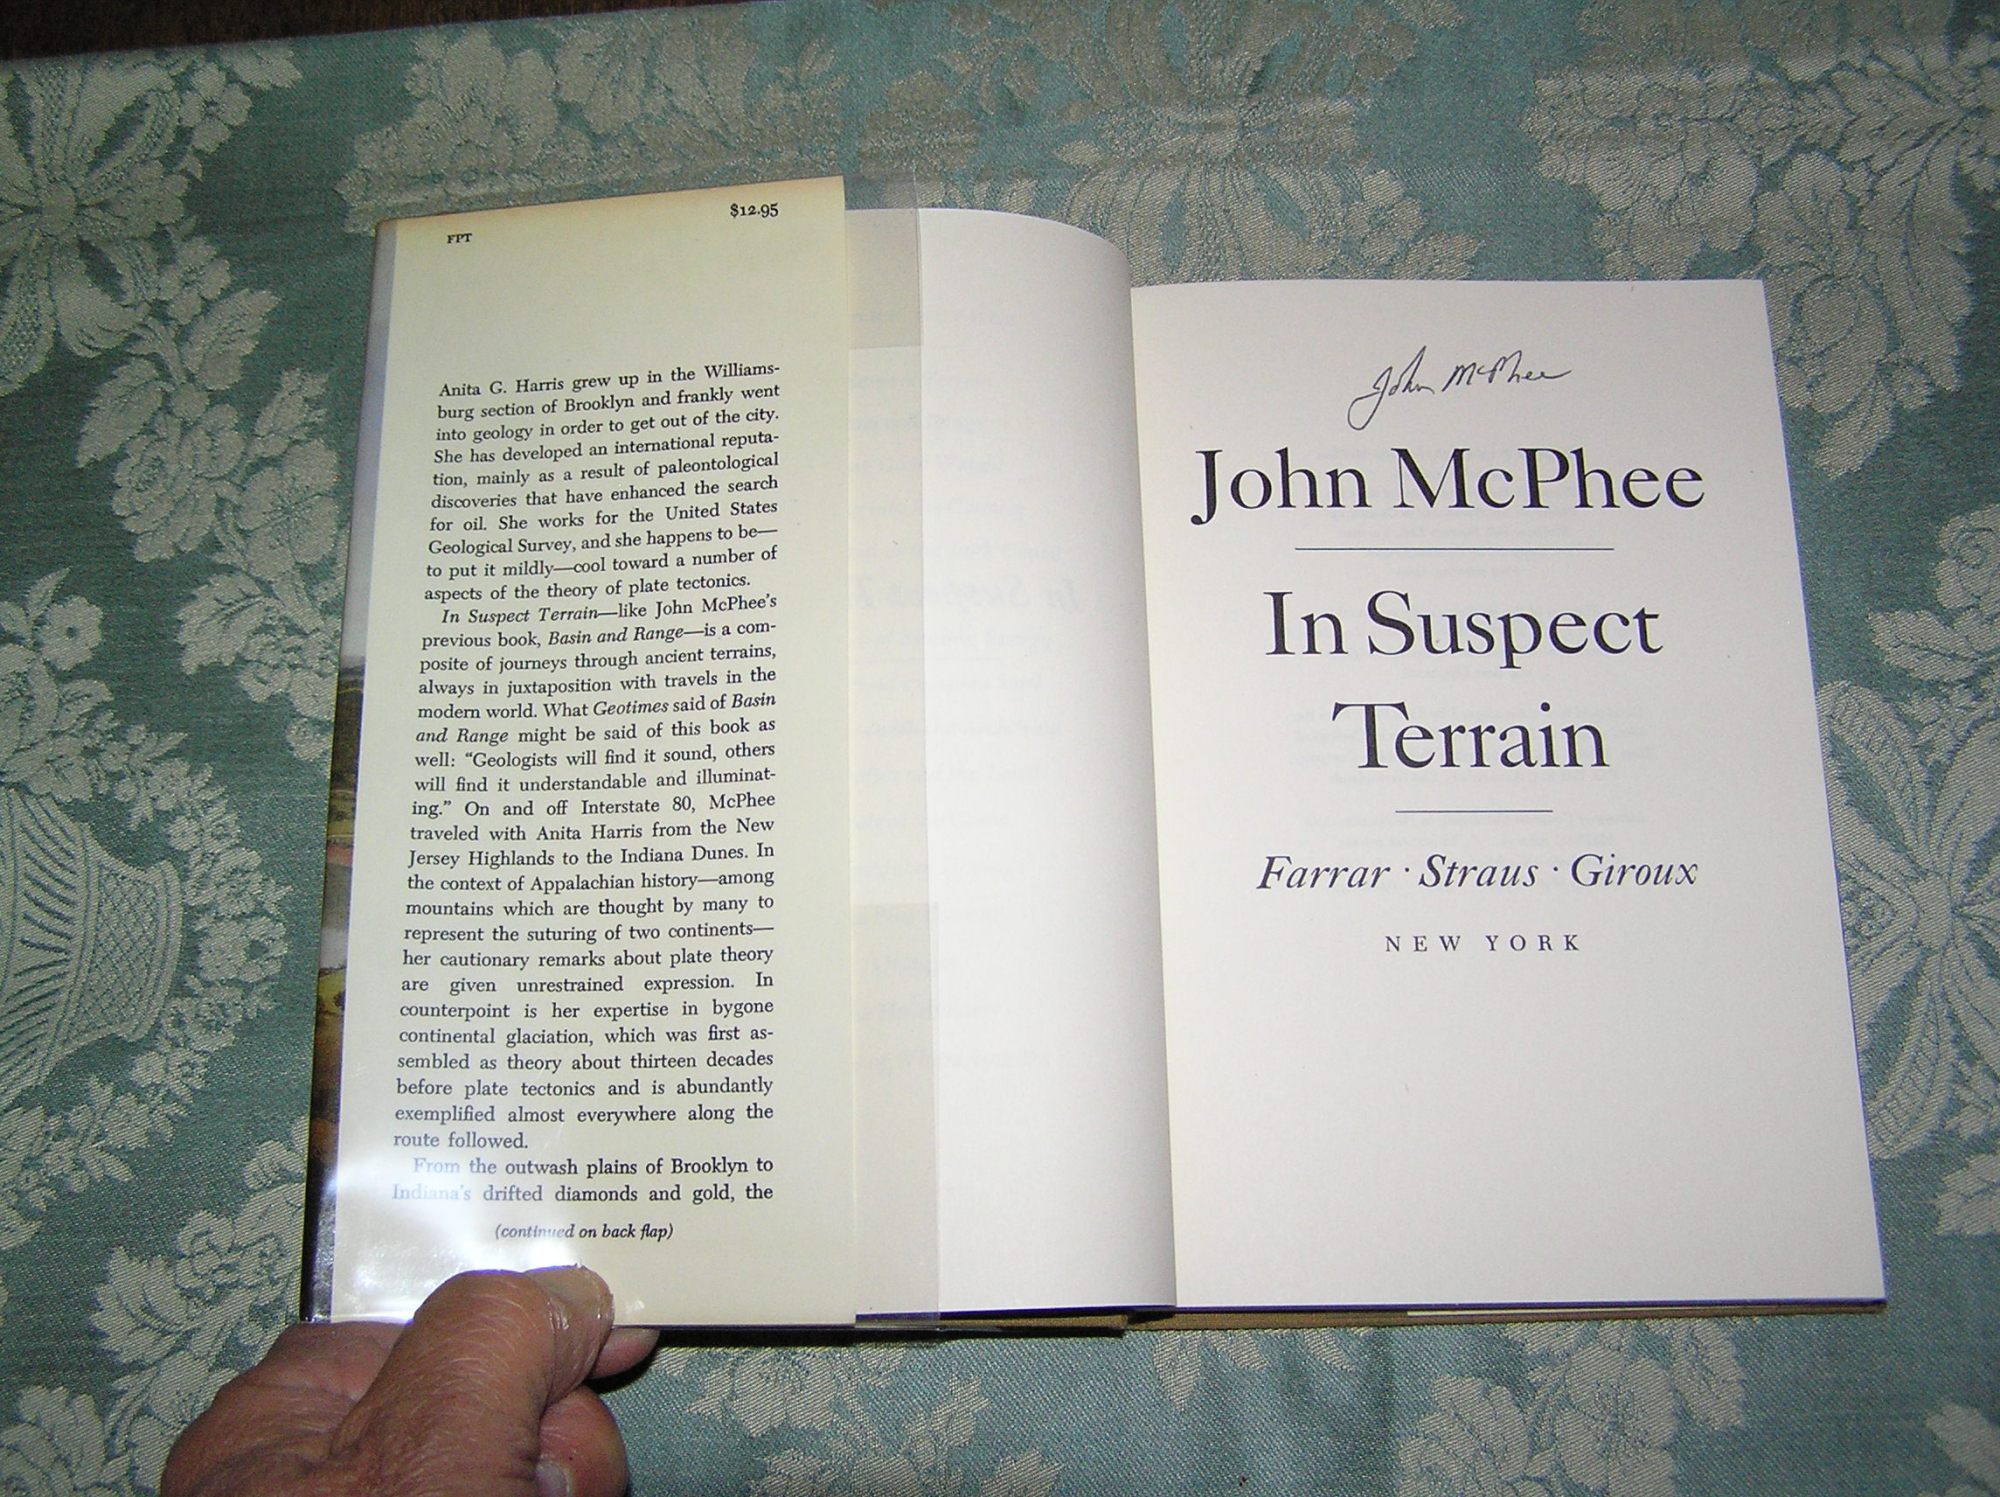 $12.95
FPT
Anita G. Harris grew up in the Williams-
burg section of Brooklyn and frankly went
into geology in order to get out of the city.
She has developed an international reputa-
tion, mainly as a result of paleontological
discoveries that have enhanced the search
for oil. She works for the United States
Geological Survey, and she happens to be—
to put it mildly—cool toward a number of
aspects of the theory of plate tectonics.
In Suspect Terrain—like John McPhee's
previous book, Basin and Range—is a com-
posite of journeys through ancient terrains,
always in juxtaposition with travels in the
modern world. What Geotimes said of Basin
and Range might be said of this book as
well: “Geologists will find it sound, others
will find it understandable and illuminat-
ing.” On and off Interstate 80, McPhee
traveled with Anita Harris from the New
Jersey Highlands to the Indiana Dunes. In
the context of Appalachian history—among
mountains which are thought by many to
represent the suturing of two continents—
her cautionary remarks about plate theory
are given unrestrained expression. In
counterpoint is her expertise in bygone
continental glaciation, which was first as-
sembled as theory about thirteen decades
before plate tectonics and is abundantly
exemplified almost everywhere along the
route followed.
From the outwash plains of Brooklyn to
Indiana's drifted diamonds and gold, the
(continued on back flap)
John McPhee
John McPhee
In Suspect
Terrain
Farrar · Straus · Giroux
NEW YORK